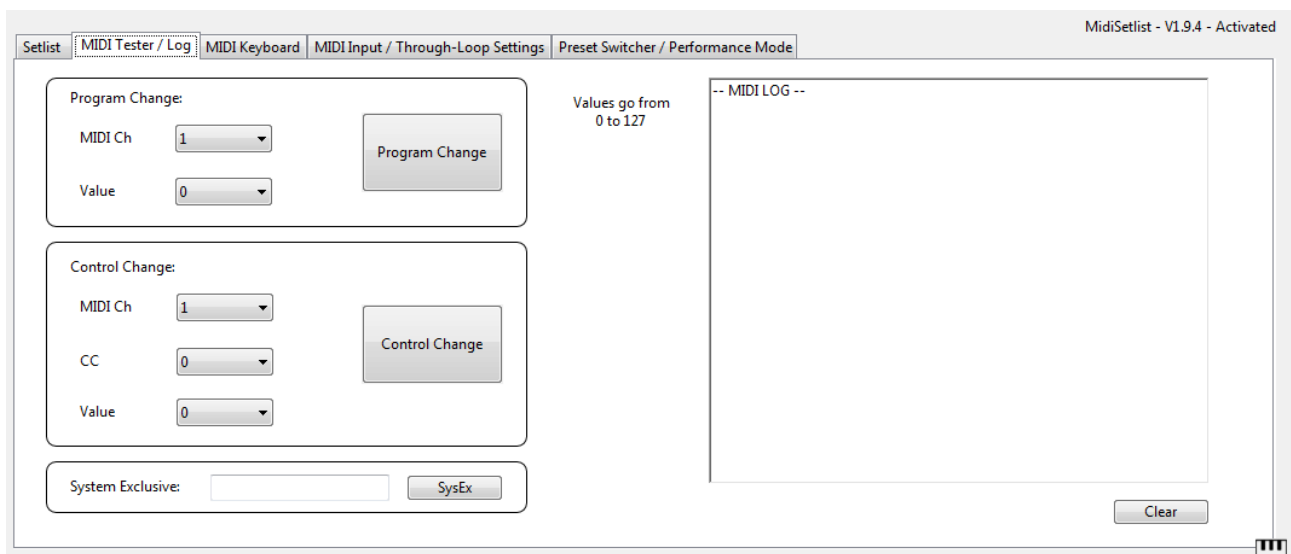 MidiSetlist - V1.9.4 - Activated
Setlist
MIDI Tester / Log
MIDI Keyboard
MIDI Input / Through-Loop Settings
Preset Switcher / Performance Mode
Program Change:
MIDI Ch
1
Value
0
Program Change
Control Change:
MIDI Ch
1
CC
0
Value
0
Control Change
System Exclusive:
SysEx
Values go from
0 to 127
-- MIDI LOG --
Clear